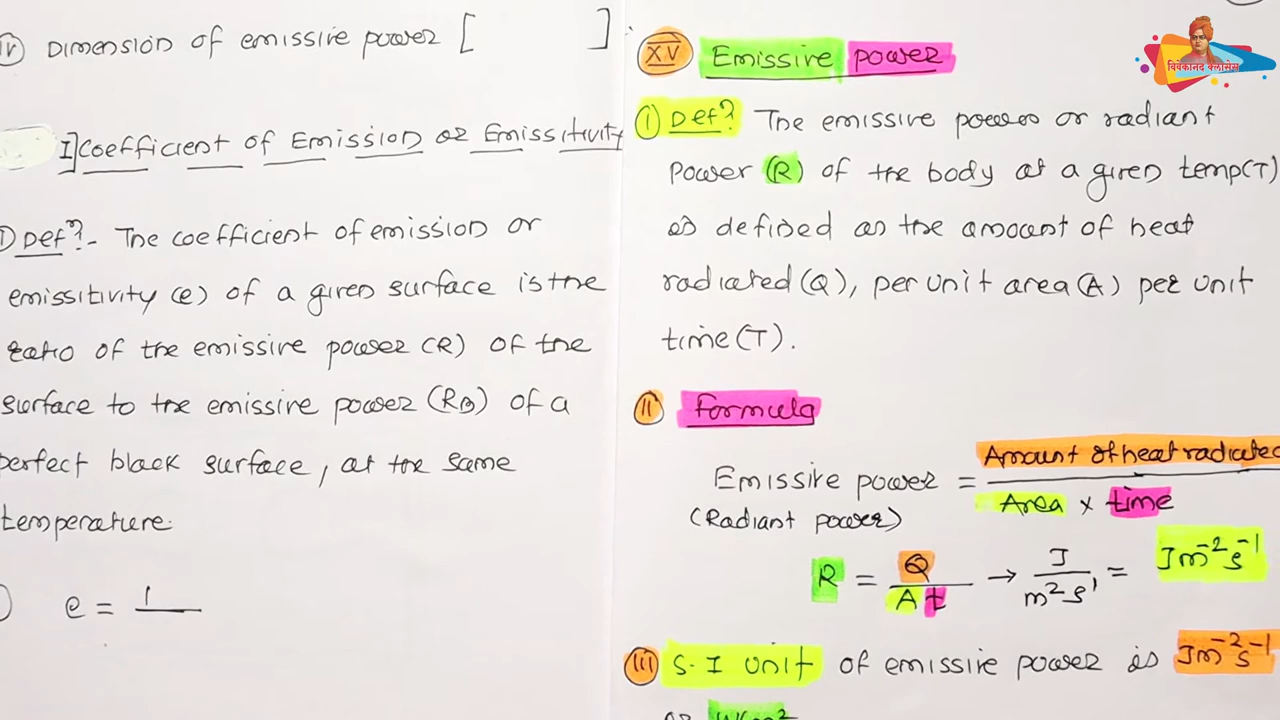 iv) Dimension of emissive power [ ]
I] Coefficient of Emission or Emissitivity
I) Def?- The coefficient of emission or
emissitivity (e) of a given surface is the
ratio of the emissive power (R) of the
surface to the emissive power (RB) of a
perfect black surface, at the same
temperature.
e =
XV Emissive power
i) Def? The emissive power or radiant
power (R) of the body at a given temp(T)
is defined as the amount of heat
radiated (Q), per unit area (A) per unit
time (T).
II Formula
Emissive power = Amount of heat radiated
Area × time
(Radiant power)
R = Q / A t → J / m² s¹ = Jm⁻² s⁻¹
III S.I unit of emissive power is Jm⁻² s⁻¹
or
विवेकानंद क्लासेस